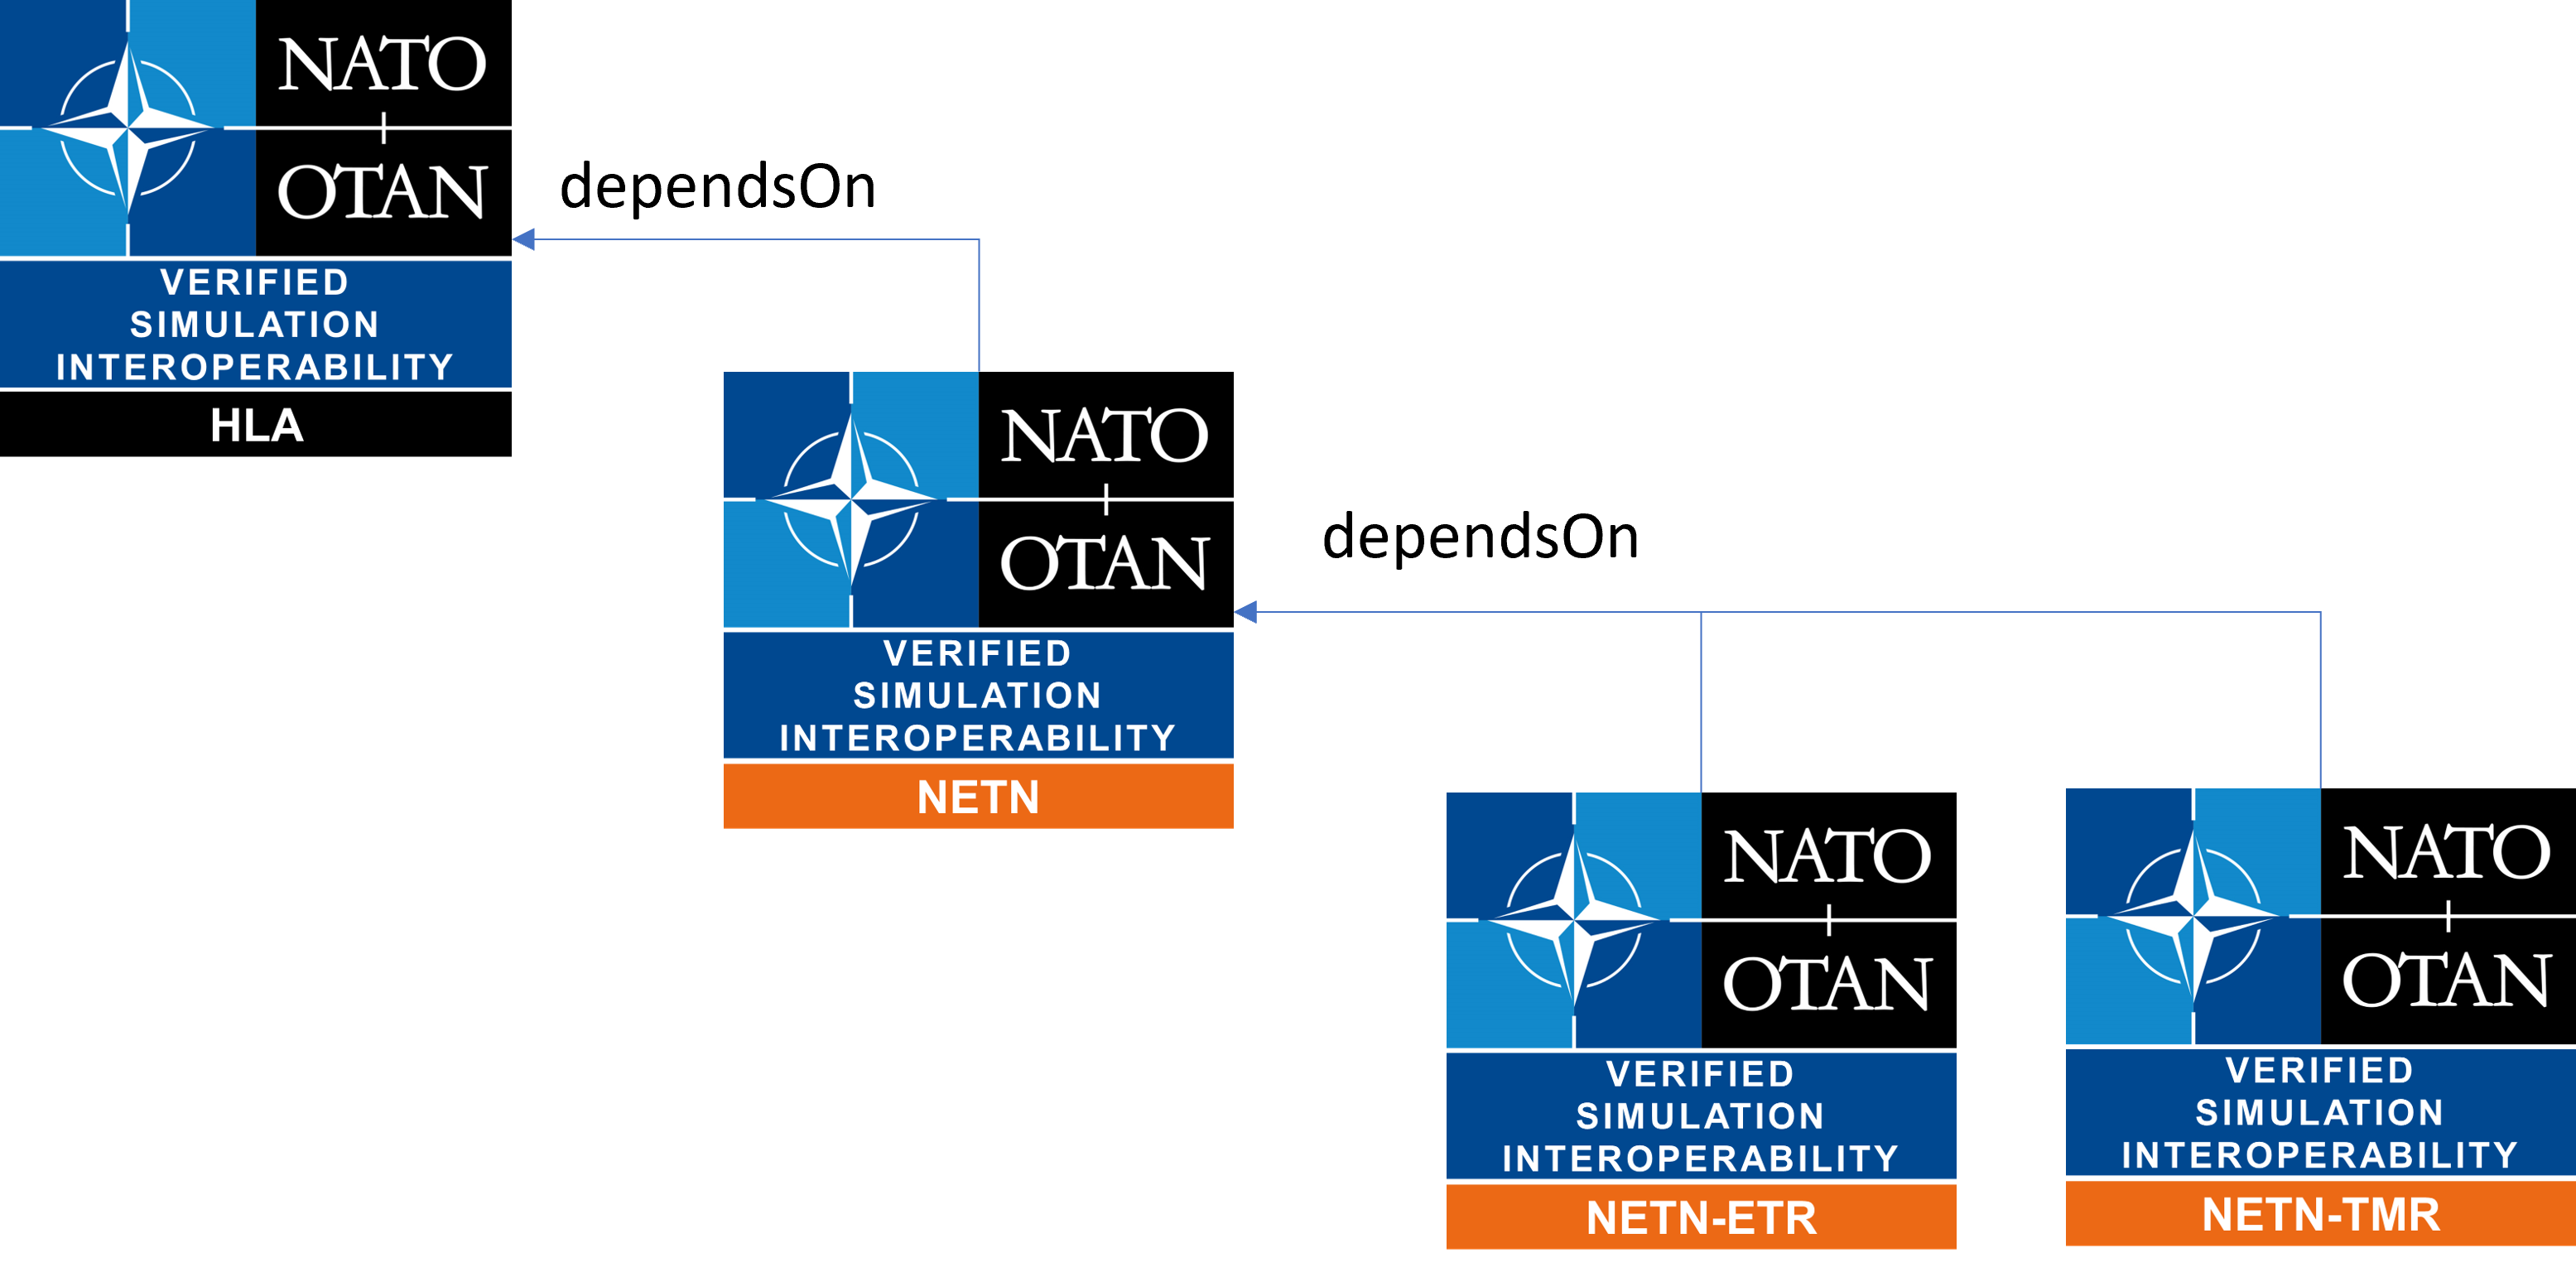 NATO
OTAN
VERIFIED
SIMULATION
INTEROPERABILITY
HLA
dependsOn
NATO
OTAN
VERIFIED
SIMULATION
INTEROPERABILITY
NETN
dependsOn
NATO
OTAN
VERIFIED
SIMULATION
INTEROPERABILITY
NETN-ETR
NATO
OTAN
VERIFIED
SIMULATION
INTEROPERABILITY
NETN-TMR